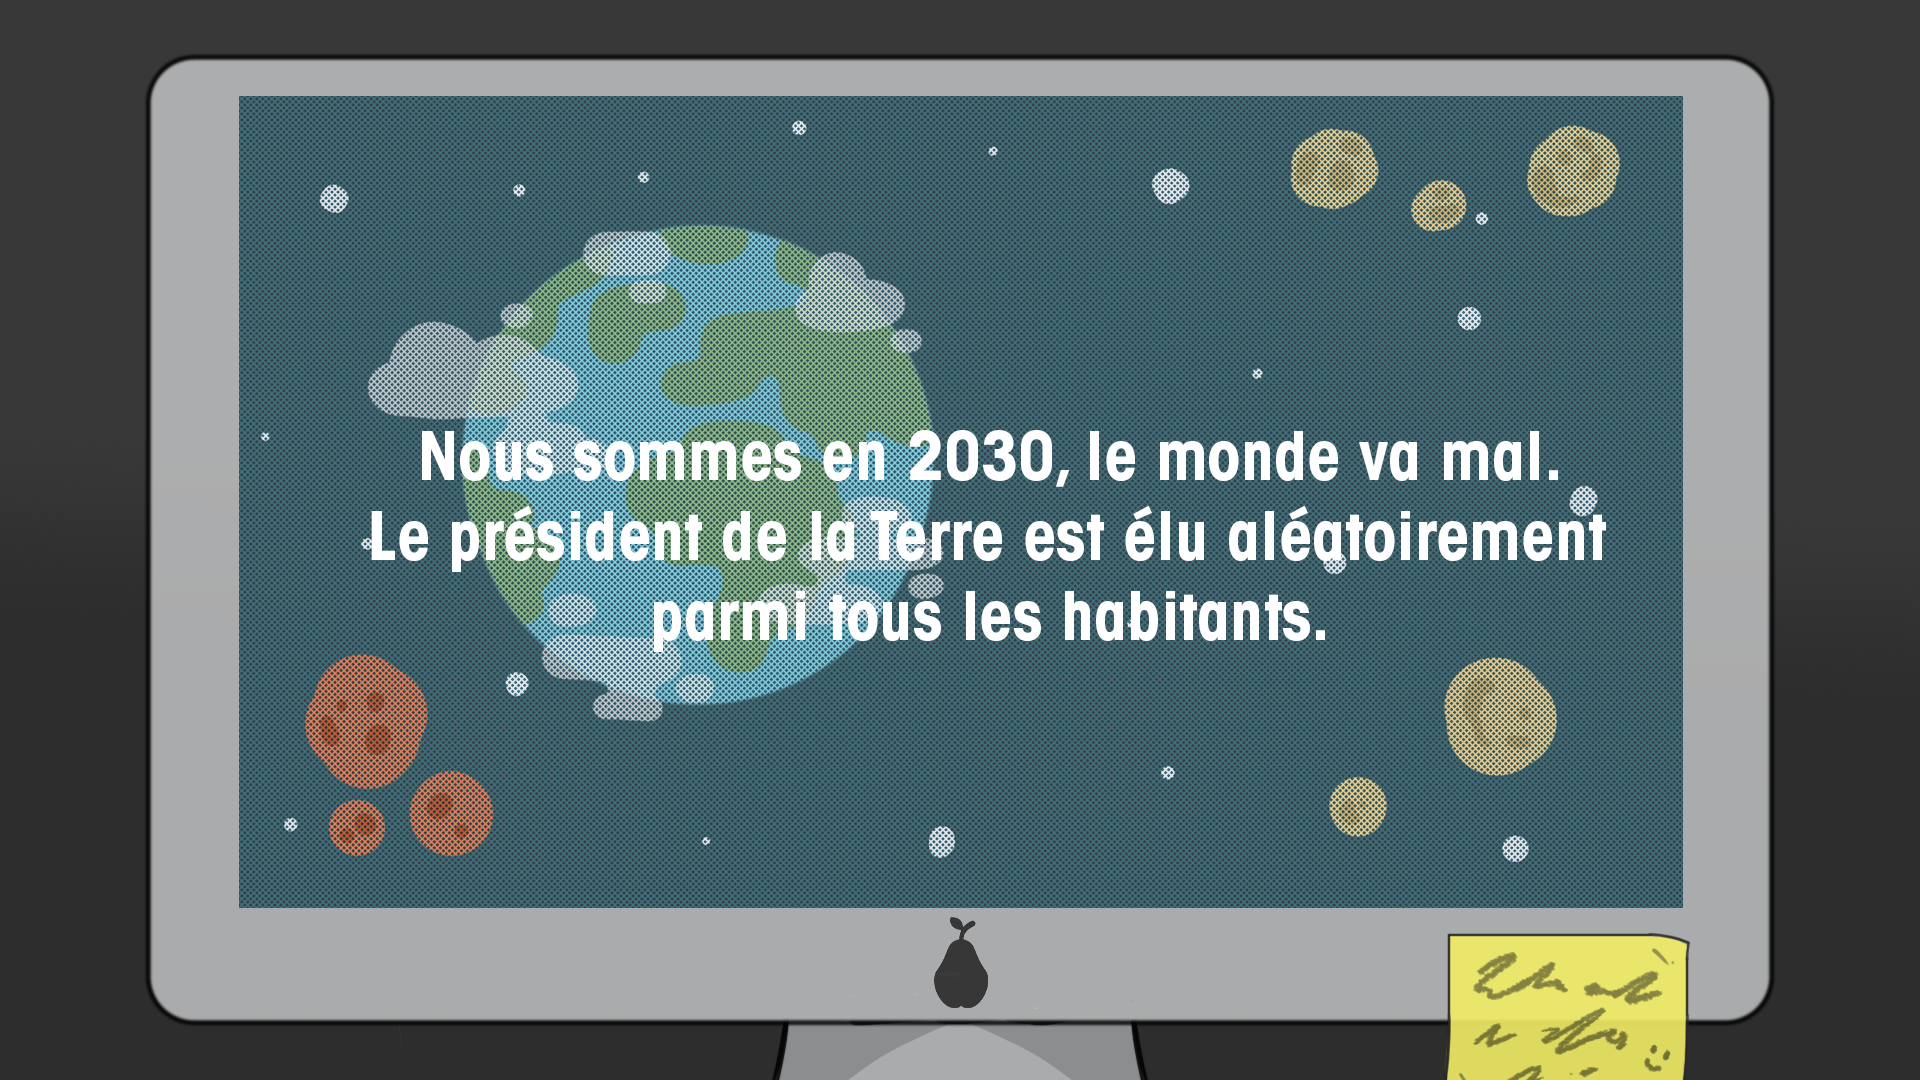 Nous sommes en 2030, le monde va mal.
Le président de la Terre est élu aléatoirement
parmi tous les habitants.